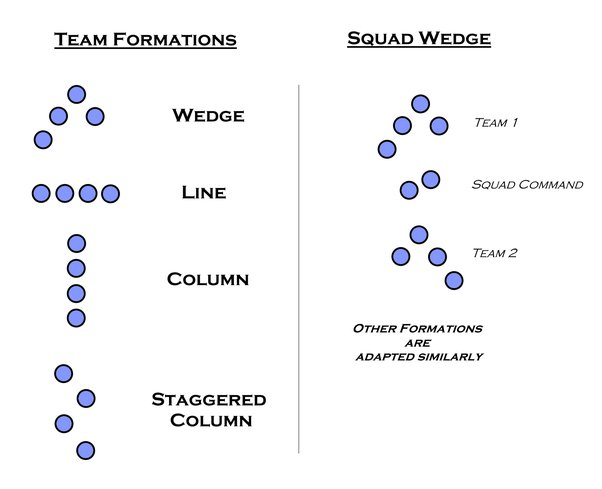 TEAM FORMATIONS
WEDGE
LINE
COLUMN
STAGGERED
COLUMN
SQUAD WEDGE
TEAM 1
SQUAD COMMAND
TEAM 2
OTHER FORMATIONS
ARE
ADAPTED SIMILARLY